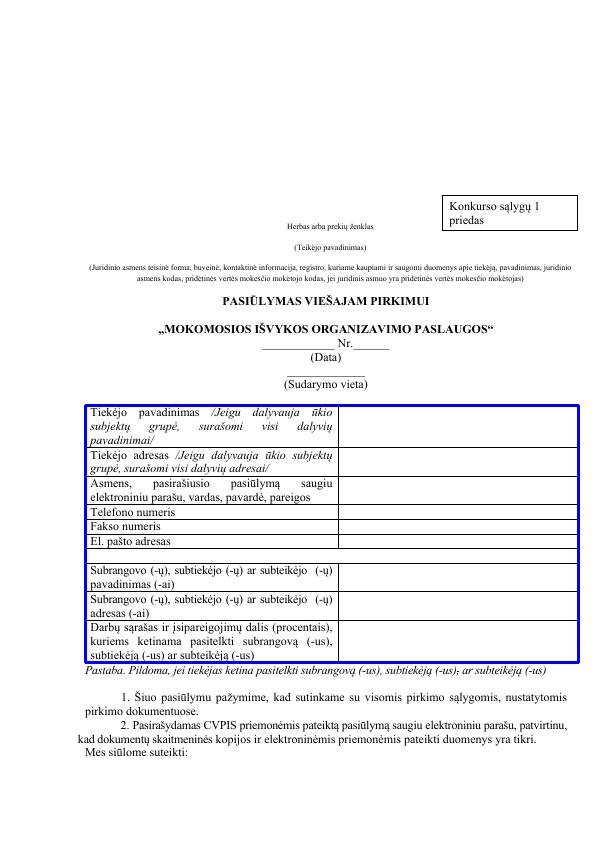 Konkurso sąlygų 1
priedas
Herbas arba prekių ženklas
(Teikėjo pavadinimas)
(Juridinio asmens teisinė forma, buveinė, kontaktinė informacija, registro, kuriame kaupiami ir saugomi duomenys apie tiekėją, pavadinimas, juridinio
asmens kodas, pridėtinės vertės mokesčio mokėtojo kodas, jei juridinis asmuo yra pridėtinės vertės mokesčio mokėtojas)
PASIŪLYMAS VIEŠAJAM PIRKIMUI
„MOKOMOSIOS IŠVYKOS ORGANIZAVIMO PASLAUGOS“
____________ Nr.______
(Data)
_____________
(Sudarymo vieta)
Tiekėjo pavadinimas /Jeigu dalyvauja ūkio
subjektų grupė, surašomi visi dalyvių
pavadinimai/
Tiekėjo adresas /Jeigu dalyvauja ūkio subjektų
grupė, surašomi visi dalyvių adresai/
Asmens, pasirašiusio pasiūlymą saugiu
elektroniniu parašu, vardas, pavardė, pareigos
Telefono numeris
Fakso numeris
El. pašto adresas
Subrangovo (-ų), subtiekėjo (-ų) ar subteikėjo (-ų)
pavadinimas (-ai)
Subrangovo (-ų), subtiekėjo (-ų) ar subteikėjo (-ų)
adresas (-ai)
Darbų sąrašas ir įsipareigojimų dalis (procentais),
kuriems ketinama pasitelkti subrangovą (-us),
subtiekėją (-us) ar subteikėją (-us)
Pastaba. Pildoma, jei tiekėjas ketina pasitelkti subrangovą (-us), subtiekėją (-us), ar subteikėją (-us)
1. Šiuo pasiūlymu pažymime, kad sutinkame su visomis pirkimo sąlygomis, nustatytomis
pirkimo dokumentuose.
2. Pasirašydamas CVPIS priemonėmis pateiktą pasiūlymą saugiu elektroniniu parašu, patvirtinu,
kad dokumentų skaitmeninės kopijos ir elektroninėmis priemonėmis pateikti duomenys yra tikri.
Mes siūlome suteikti: